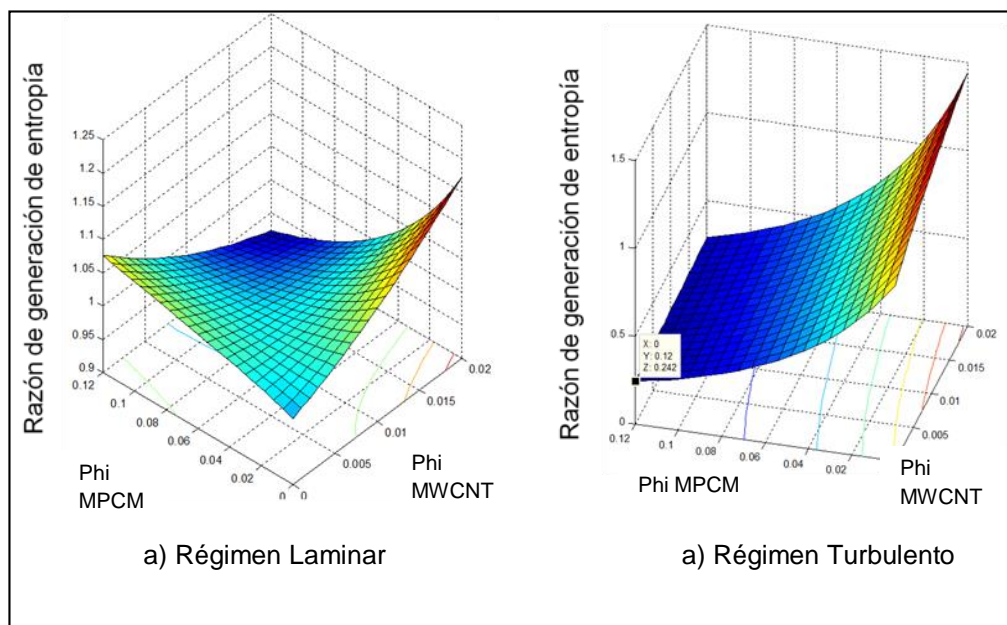 Razón de generación de entropía
1.25
1.2
1.15
1.1
1.05
1
0.95
0.9
0.12
0.1
0.08
0.06
0.04
0.02
0
0
0.005
0.01
0.015
0.02
Phi
MPCM
Phi
MWCNT
a) Régimen Laminar
Razón de generación de entropía
1.5
1
0.5
0
X: 0
Y: 0.12
Z: 0.242
0.12
0.1
0.08
0.06
0.04
0.02
0.005
0.01
0.015
0.02
Phi MPCM
Phi
MWCNT
a) Régimen Turbulento